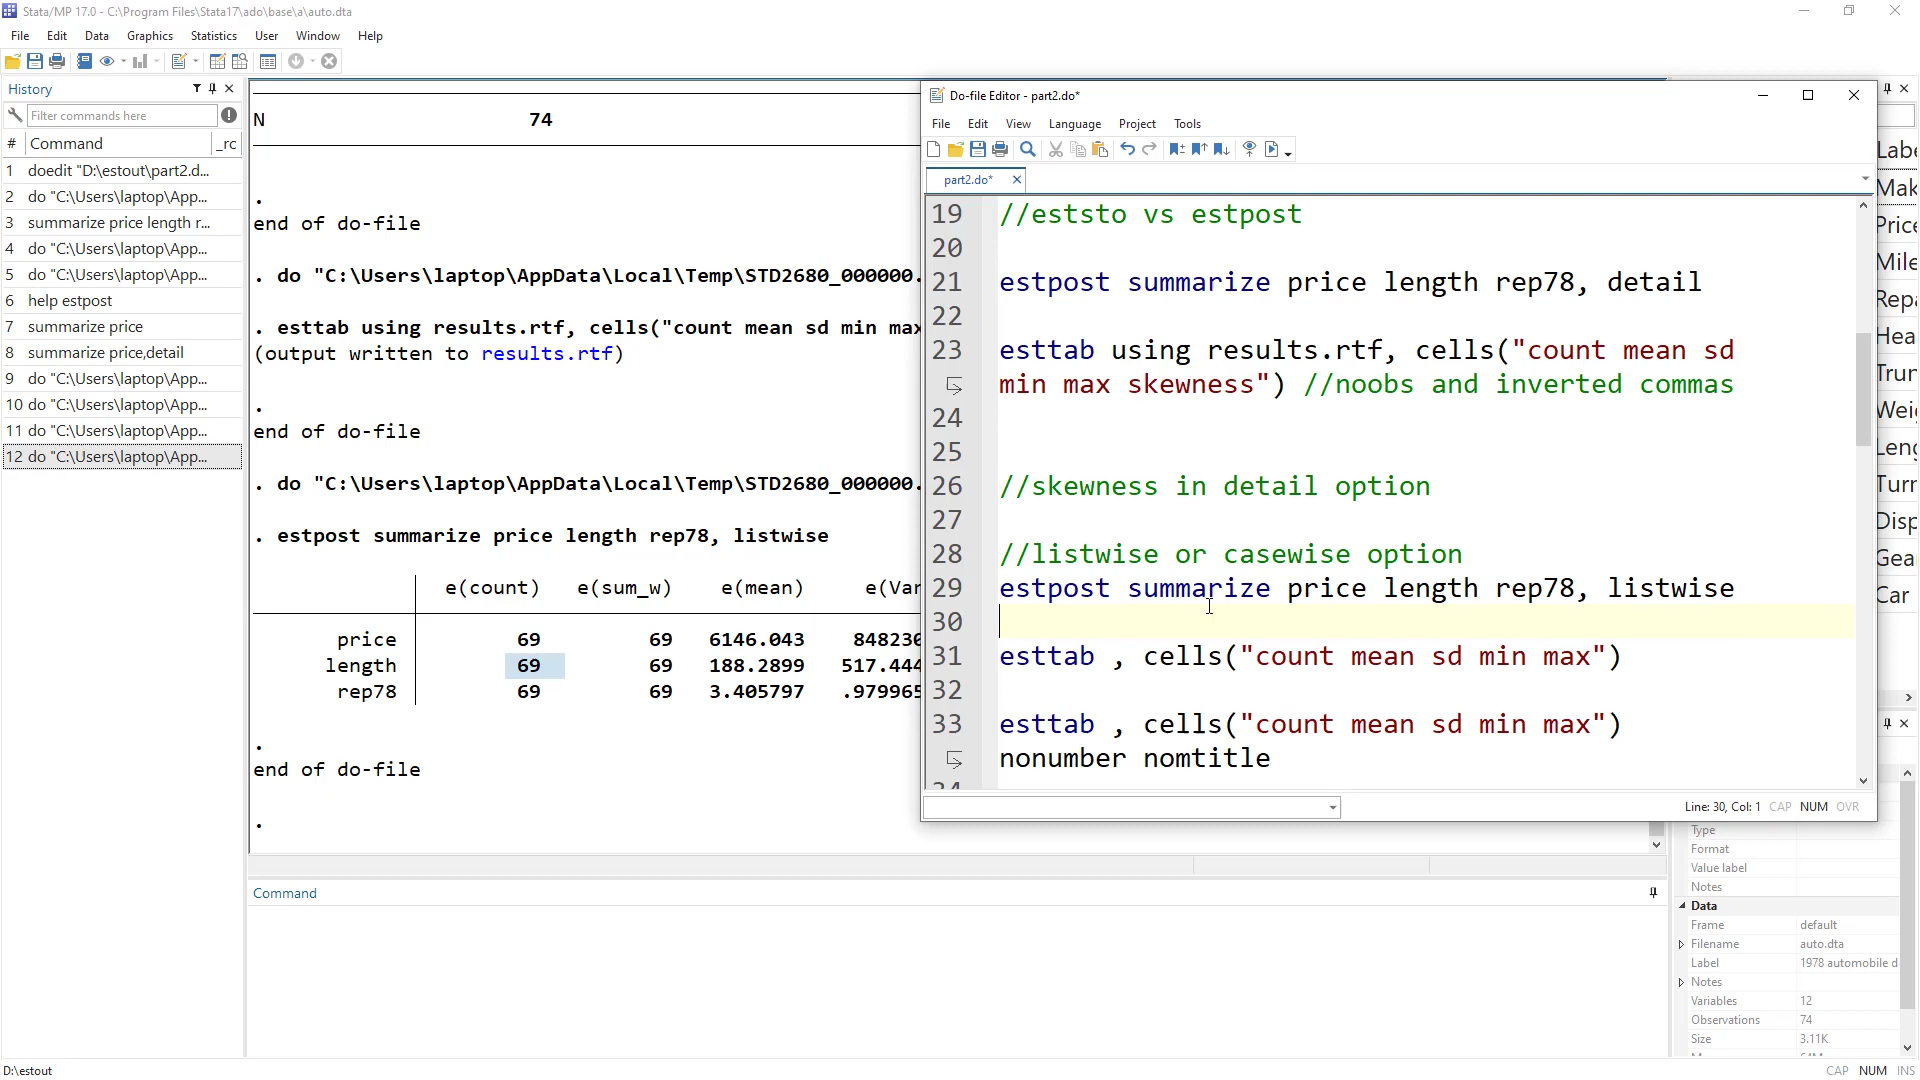 Stata/MP 17.0 - C:\Program Files\Stata17\ado\base\a\auto.dta
File Edit Data Graphics Statistics User Window Help
History
Filter commands here
# Command _rc
1 doedit "D:\estout\part2.d...
2 do "C:\Users\laptop\App...
3 summarize price length r...
4 do "C:\Users\laptop\App...
5 do "C:\Users\laptop\App...
6 help estpost
7 summarize price
8 summarize price,detail
9 do "C:\Users\laptop\App...
10 do "C:\Users\laptop\App...
11 do "C:\Users\laptop\App...
12 do "C:\Users\laptop\App...
N 74
.
end of do-file
. do "C:\Users\laptop\AppData\Local\Temp\STD2680_000000.
. esttab using results.rtf, cells("count mean sd min max
(output written to results.rtf)
.
end of do-file
. do "C:\Users\laptop\AppData\Local\Temp\STD2680_000000.
. estpost summarize price length rep78, listwise
e(count) e(sum_w) e(mean) e(Var
price 69 69 6146.043 848230
length 69 69 188.2899 517.444
rep78 69 69 3.405797 .979965
.
end of do-file
.
Command
Do-file Editor - part2.do*
File Edit View Language Project Tools
part2.do*
19 //eststo vs estpost
20
21 estpost summarize price length rep78, detail
22
23 esttab using results.rtf, cells("count mean sd
min max skewness") //noobs and inverted commas
24
25
26 //skewness in detail option
27
28 //listwise or casewise option
29 estpost summarize price length rep78, listwise
30
31 esttab , cells("count mean sd min max")
32
33 esttab , cells("count mean sd min max")
nonumber nomtitle
Line: 30, Col: 1 CAP NUM OVR
Labe
Mak
Price
Mile
Repa
Hea
Trun
Weig
Leng
Turr
Disp
Gea
Car
Type
Format
Value label
Notes
Data
Frame default
Filename auto.dta
Label 1978 automobile d
Notes
Variables 12
Observations 74
Size 3.11K
D:\estout
CAP NUM INS